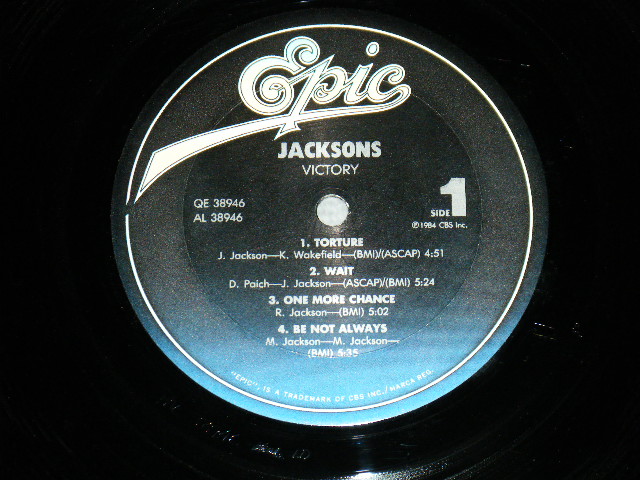 Epic
JACKSONS
VICTORY
QE 38946
AL 38946
SIDE 1
℗1984 CBS Inc.
1. TORTURE
J. Jackson—K. Wakefield—(BMI)/(ASCAP) 4:51
2. WAIT
D. Paich—J. Jackson—(ASCAP)/(BMI) 5:24
3. ONE MORE CHANCE
R. Jackson—(BMI) 5:02
4. BE NOT ALWAYS
M. Jackson—M. Jackson—
(BMI) 5:35
"EPIC", IS A TRADEMARK OF CBS INC./MARCA REG.